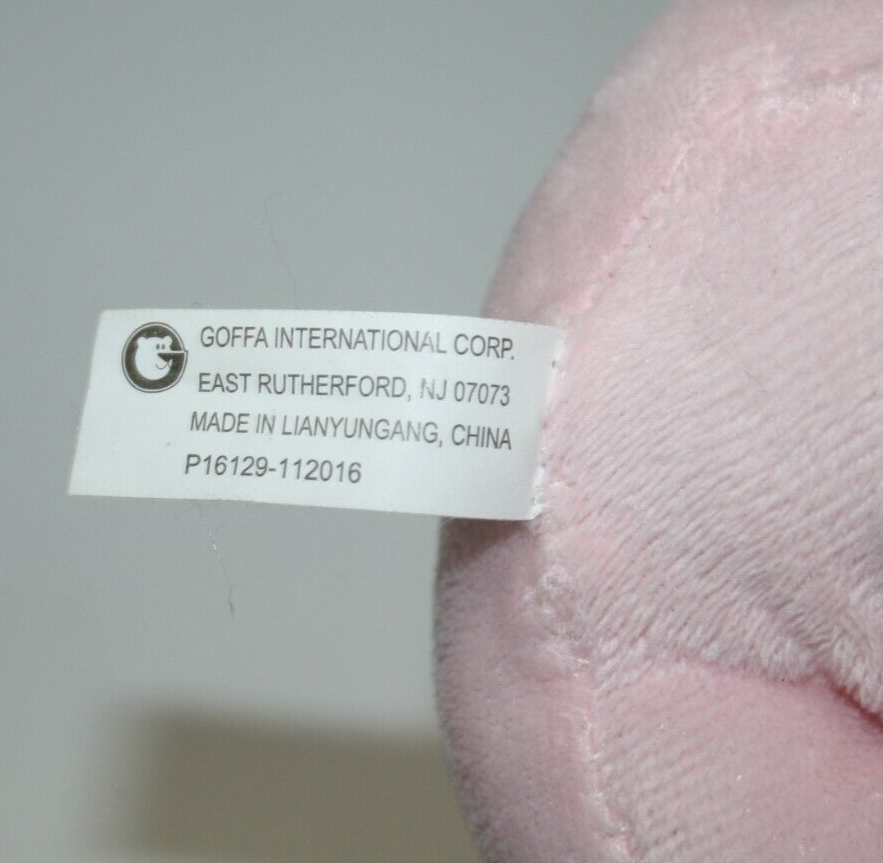 GOFFA INTERNATIONAL CORP.
EAST RUTHERFORD, NJ 07073
MADE IN LIANYUNGANG, CHINA
P16129-112016